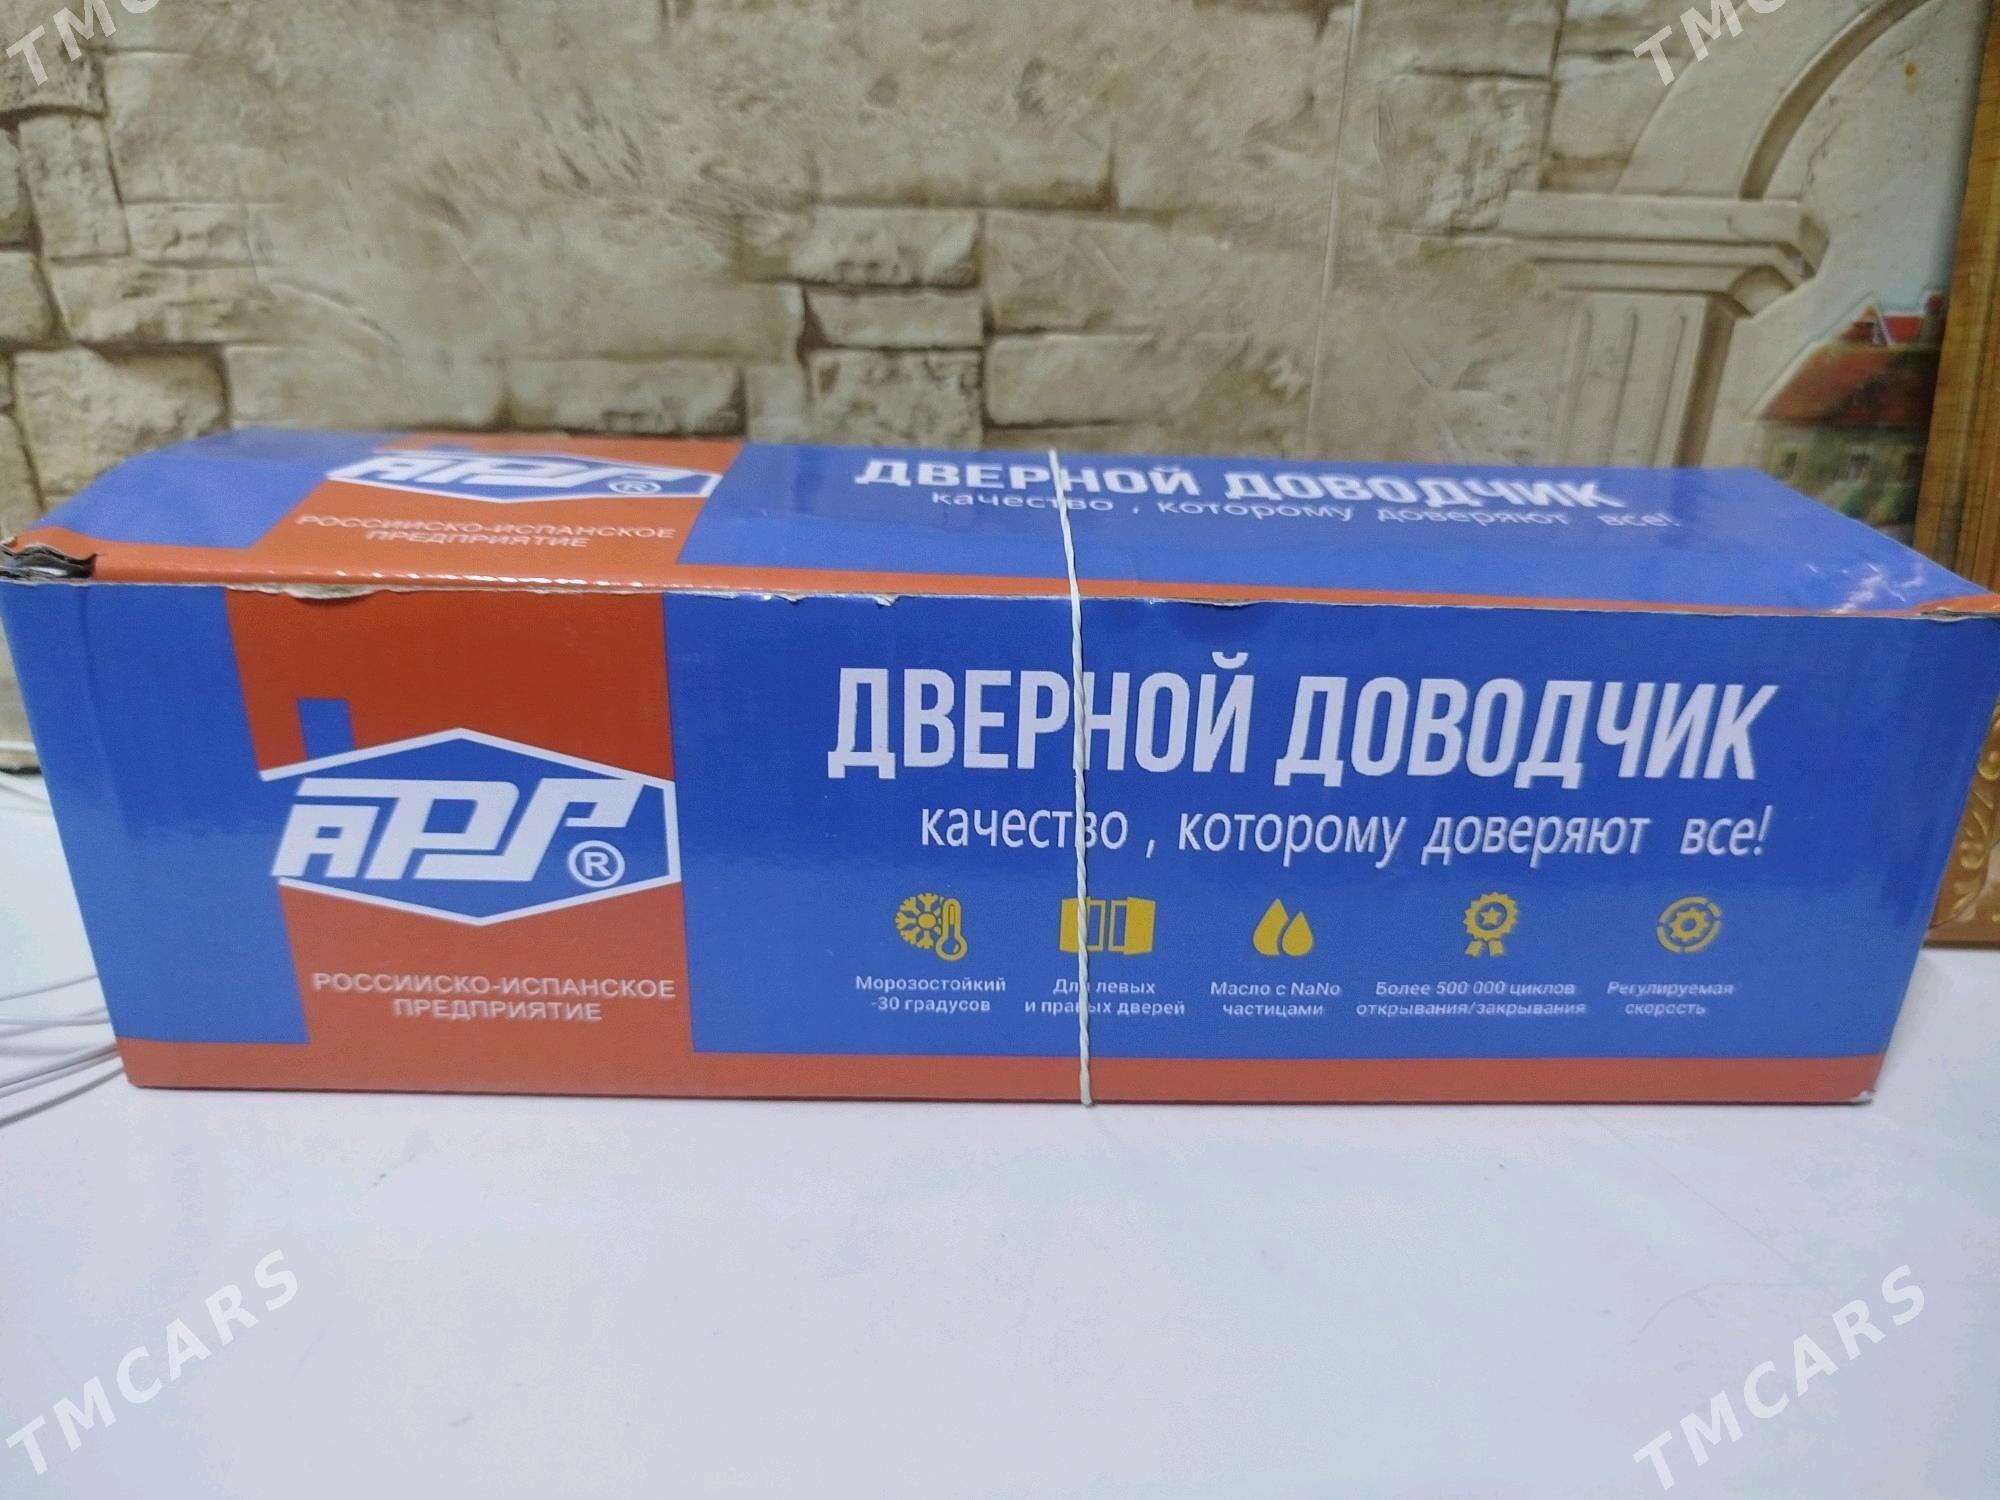 TMCARS
TMCARS
APS ®
РОССИИСКО-ИСПАНСКОЕ
ПРЕДПРИЯТИЕ
ДВЕРНОЙ ДОВОДЧИК
качество , которому доверяют все!
APS ®
РОССИИСКО-ИСПАНСКОЕ
ПРЕДПРИЯТИЕ
ДВЕРНОЙ ДОВОДЧИК
качество , которому доверяют все!
Морозостойкий
-30 градусов
Для левых
и правых дверей
Масло с NaNo
частицами
Более 500 000 циклов
открывания/закрывания
Регулируемая
скорость
TMCARS
TMCARS